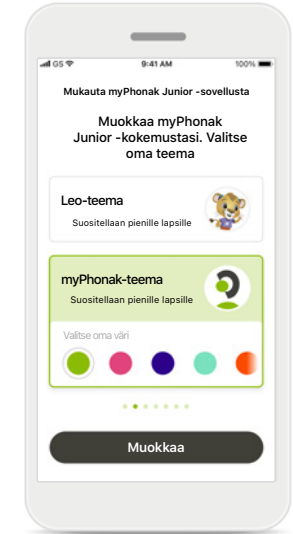 GS 9:41 AM 100%
Mukauta myPhonak Junior -sovellusta
Muokkaa myPhonak
Junior -kokemustasi. Valitse
oma teema
Leo-teema
Suositellaan pienille lapsille
myPhonak-teema
Suositellaan pienille lapsille
Valitse oma väri
Muokkaa